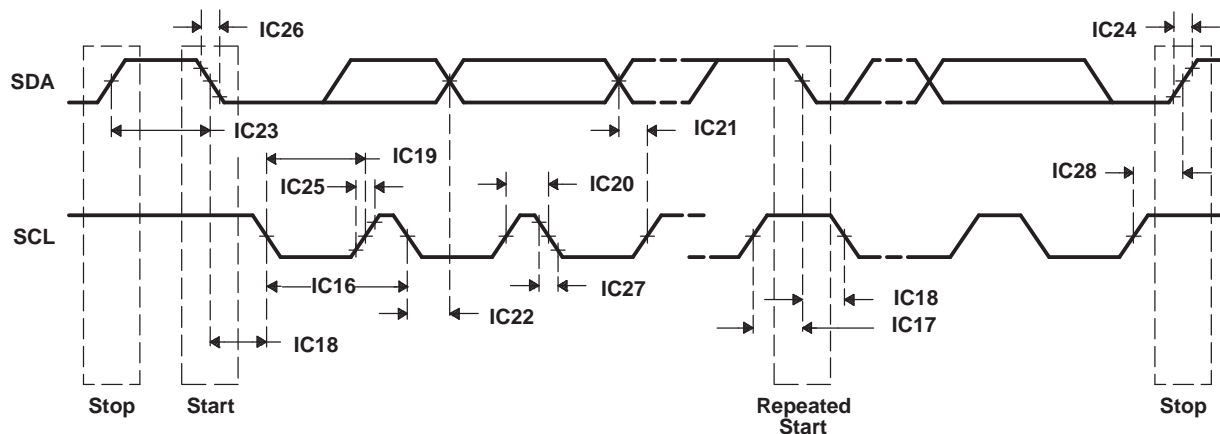 IC26
IC24
SDA
IC23
IC21
IC19
IC25
IC20
IC28
SCL
IC16
IC27
IC22
IC18
IC18
IC17
Stop
Start
Repeated
Start
Stop